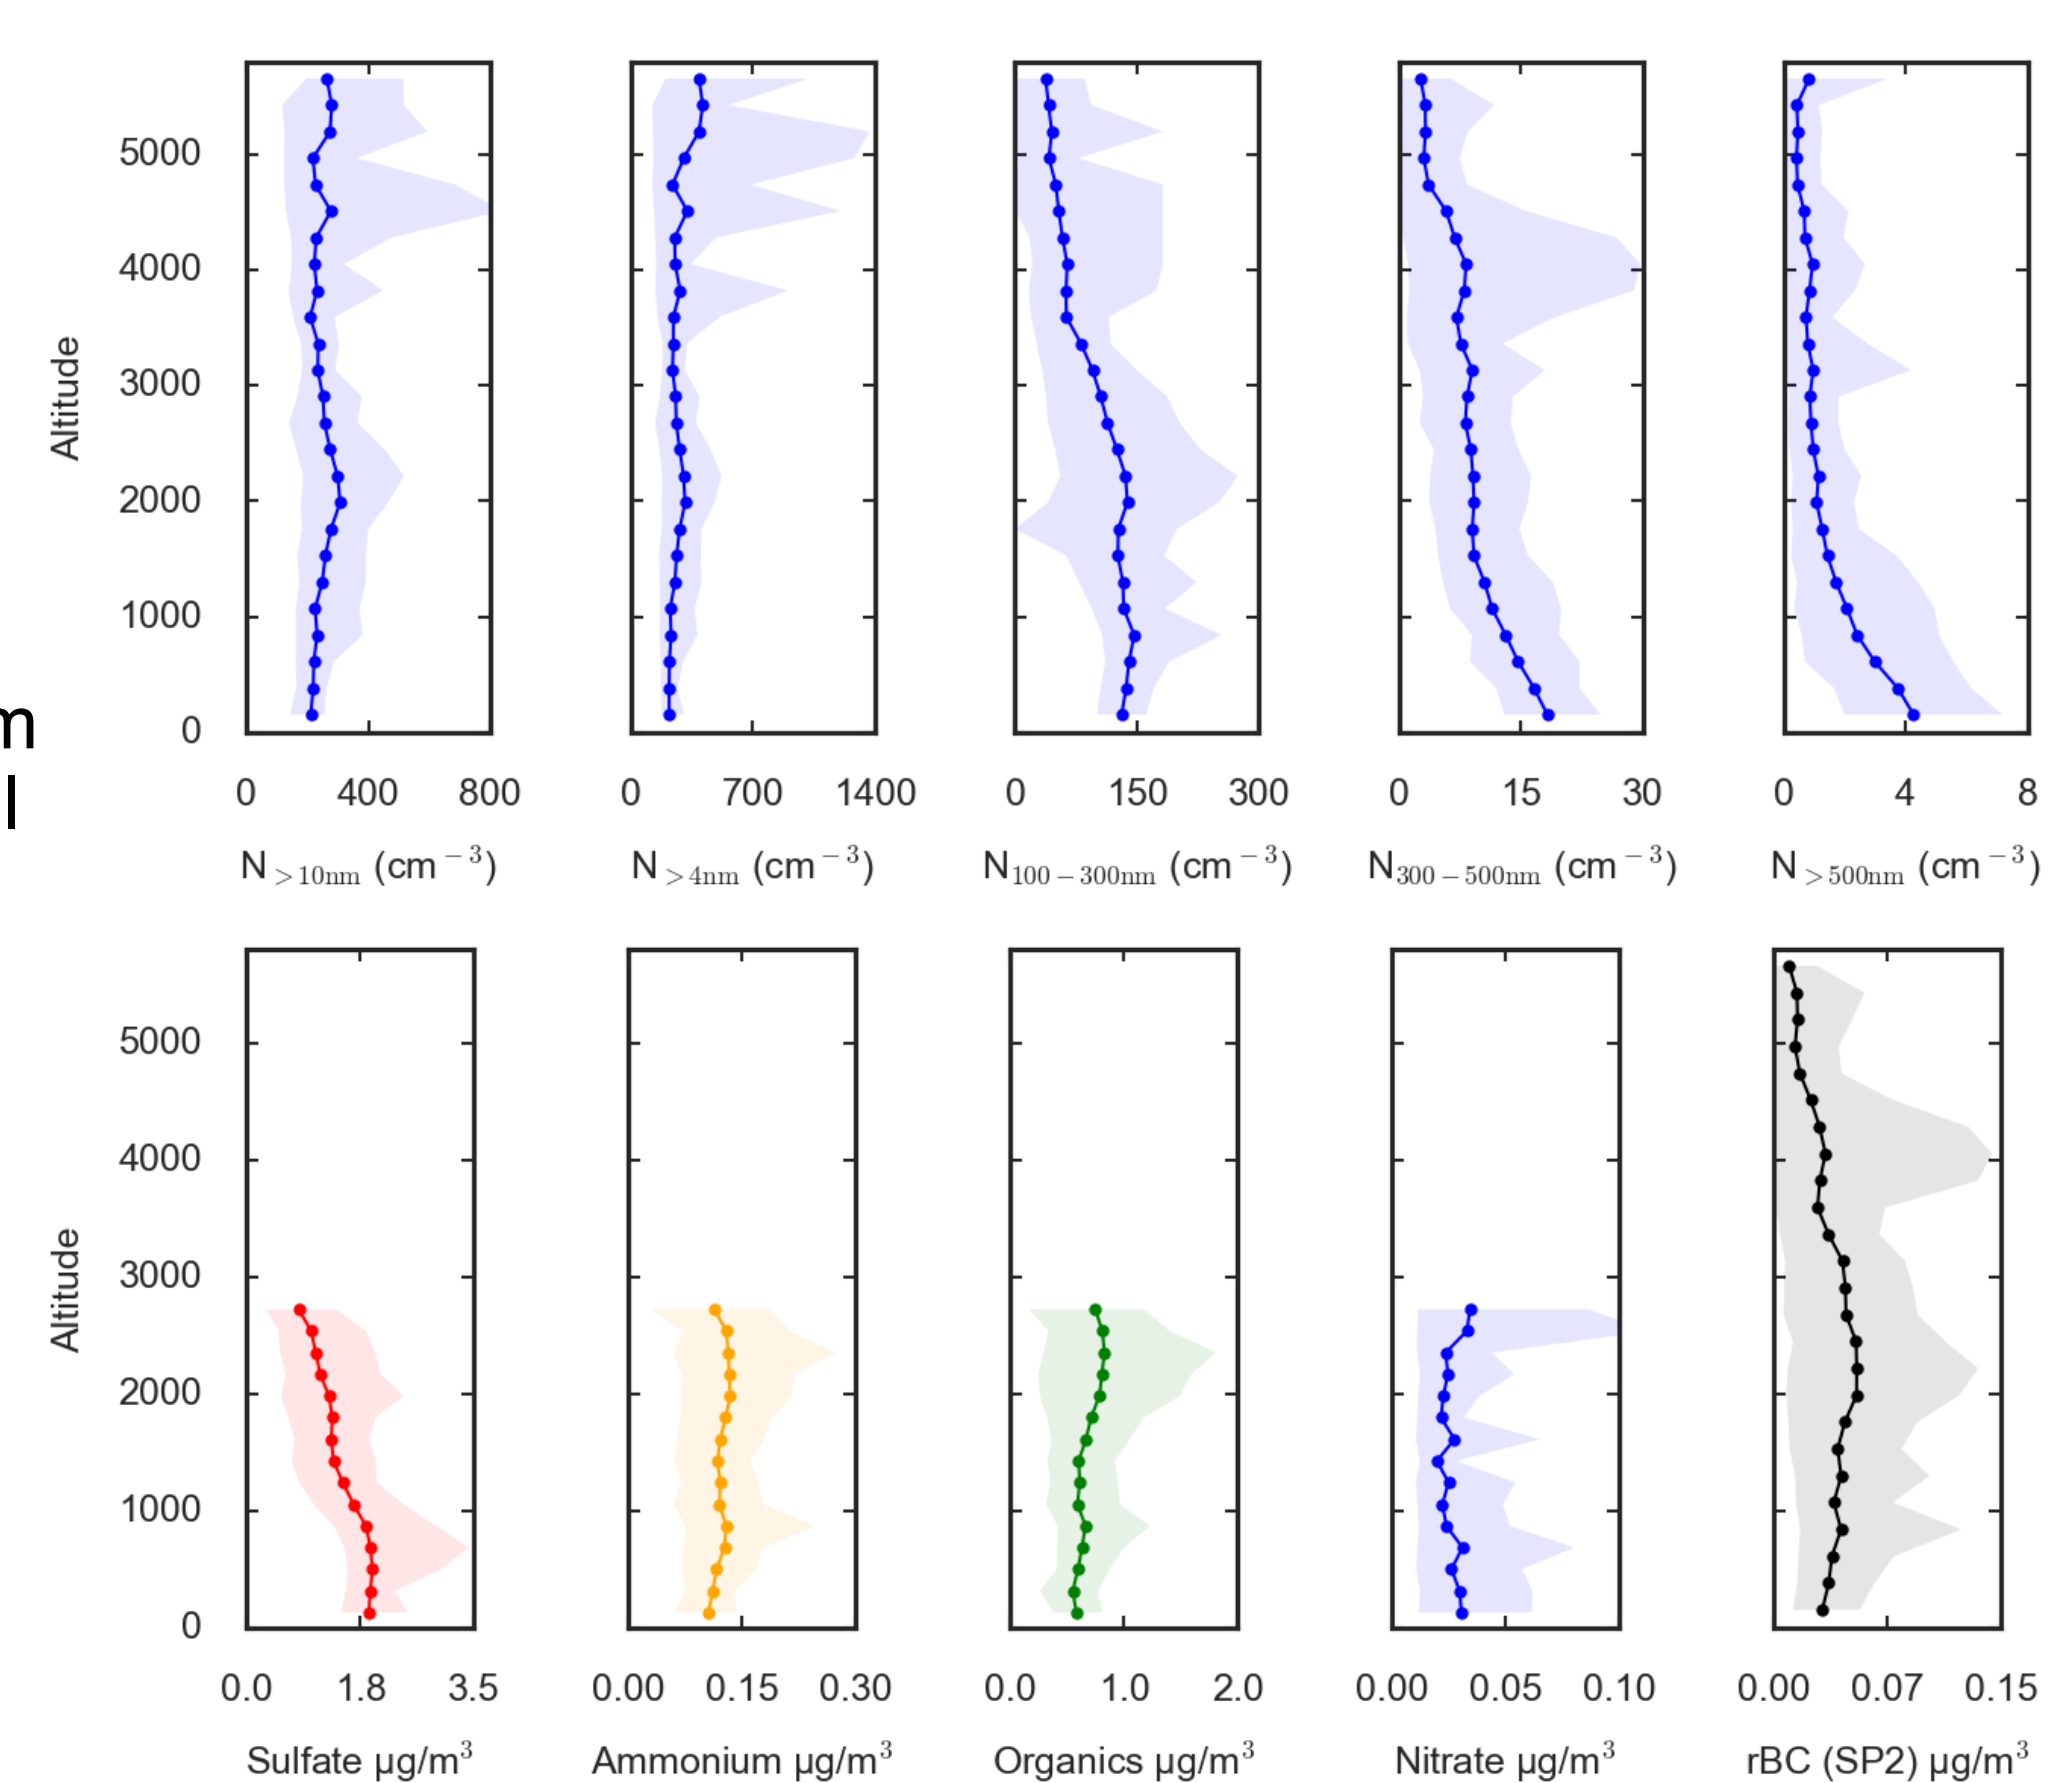 5000
4000
3000
2000
1000
0
Altitude
m
l
0 400 800
0 700 1400
0 150 300
0 15 30
0 4 8
N >10nm (cm −3)
N >4nm (cm −3)
N100−300nm (cm −3)
N300−500nm (cm −3)
N >500nm (cm −3)
5000
4000
3000
2000
1000
0
Altitude
0.0 1.8 3.5
0.00 0.15 0.30
0.0 1.0 2.0
0.00 0.05 0.10
0.00 0.07 0.15
Sulfate µg/m3
Ammonium µg/m3
Organics µg/m3
Nitrate µg/m3
rBC (SP2) µg/m3